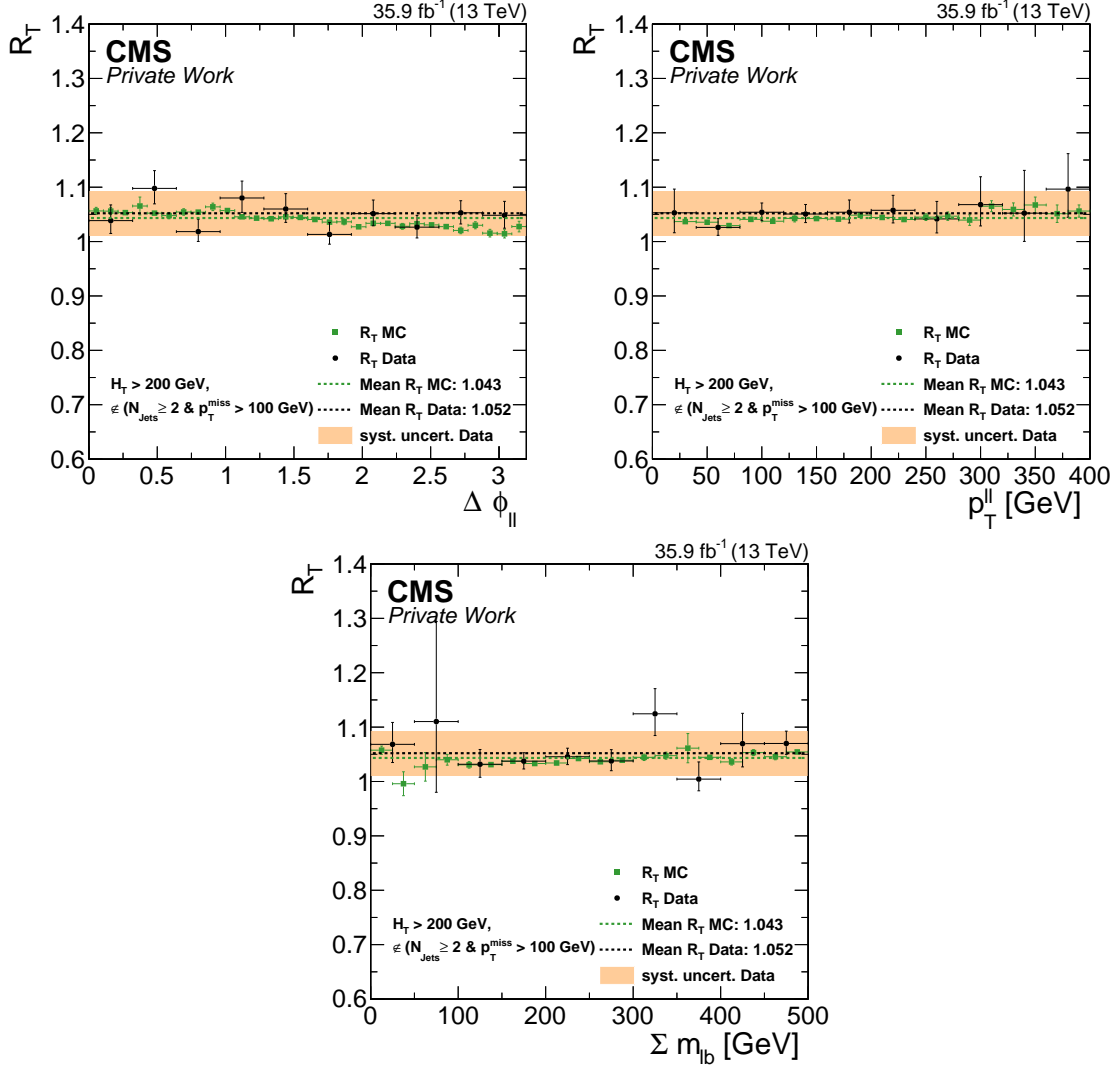 35.9 fb⁻¹ (13 TeV)
R_T
1.4
1.3
1.2
1.1
1
0.9
0.8
0.7
0.6
CMS
Private Work
R_T MC
R_T Data
Mean R_T MC: 1.043
Mean R_T Data: 1.052
syst. uncert. Data
H_T > 200 GeV,
∉ (N_Jets ≥ 2 & p_T^miss > 100 GeV)
0 0.5 1 1.5 2 2.5 3
Δ ϕ_ll
35.9 fb⁻¹ (13 TeV)
R_T
1.4
1.3
1.2
1.1
1
0.9
0.8
0.7
0.6
CMS
Private Work
R_T MC
R_T Data
Mean R_T MC: 1.043
Mean R_T Data: 1.052
syst. uncert. Data
H_T > 200 GeV,
∉ (N_Jets ≥ 2 & p_T^miss > 100 GeV)
0 50 100 150 200 250 300 350 400
p_T^ll [GeV]
35.9 fb⁻¹ (13 TeV)
R_T
1.4
1.3
1.2
1.1
1
0.9
0.8
0.7
0.6
CMS
Private Work
R_T MC
R_T Data
Mean R_T MC: 1.043
Mean R_T Data: 1.052
syst. uncert. Data
H_T > 200 GeV,
∉ (N_Jets ≥ 2 & p_T^miss > 100 GeV)
0 100 200 300 400 500
Σ m_lb [GeV]